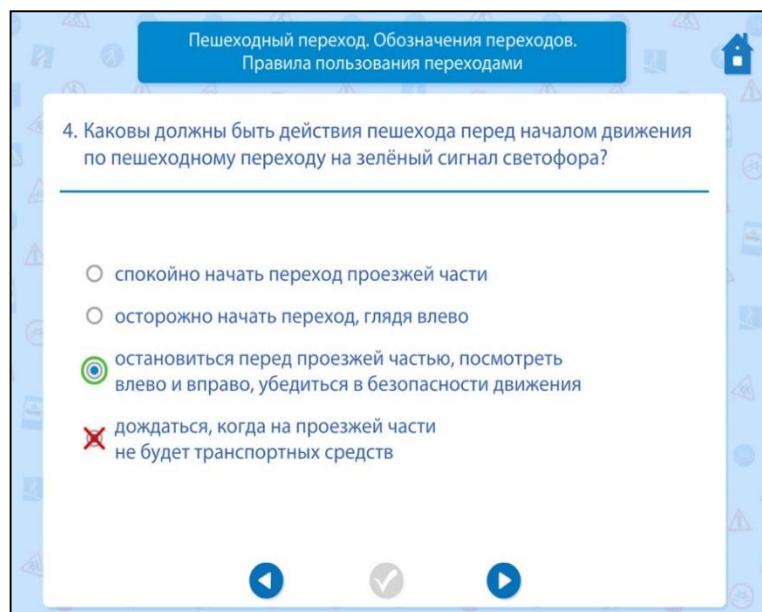 Пешеходный переход. Обозначения переходов.
Правила пользования переходами
4. Каковы должны быть действия пешехода перед началом движения
по пешеходному переходу на зелёный сигнал светофора?
спокойно начать переход проезжей части
осторожно начать переход, глядя влево
остановиться перед проезжей частью, посмотреть
влево и вправо, убедиться в безопасности движения
дождаться, когда на проезжей части
не будет транспортных средств